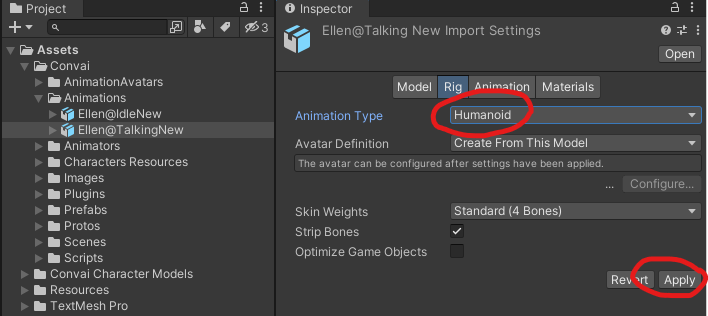 Project
3
Assets
Convai
AnimationAvatars
Animations
Ellen@IdleNew
Ellen@TalkingNew
Animators
Characters Resources
Images
Plugins
Prefabs
Protos
Scenes
Scripts
Convai Character Models
Resources
TextMesh Pro
Inspector
Ellen@Talking New Import Settings
Open
Model Rig Animation Materials
Animation Type Humanoid
Avatar Definition Create From This Model
The avatar can be configured after settings have been applied.
... Configure...
Skin Weights Standard (4 Bones)
Strip Bones
Optimize Game Objects
Revert Apply